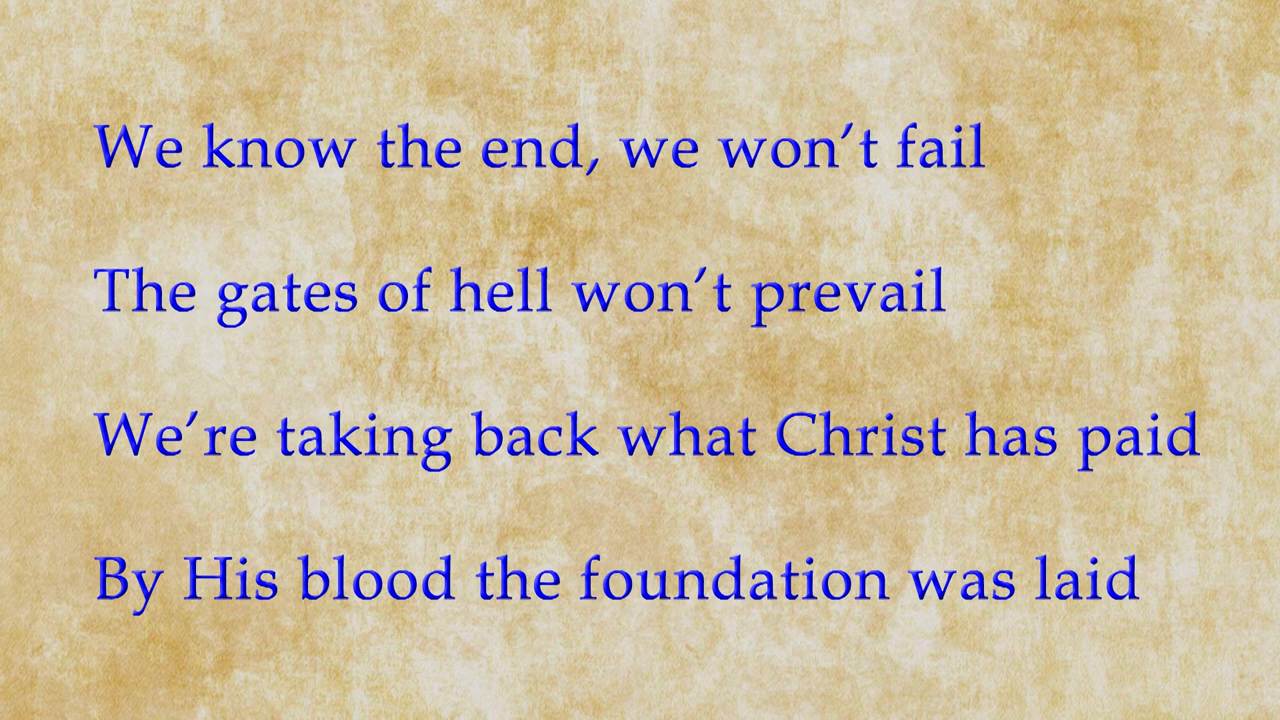 We know the end, we won’t fail
The gates of hell won’t prevail
We’re taking back what Christ has paid
By His blood the foundation was laid